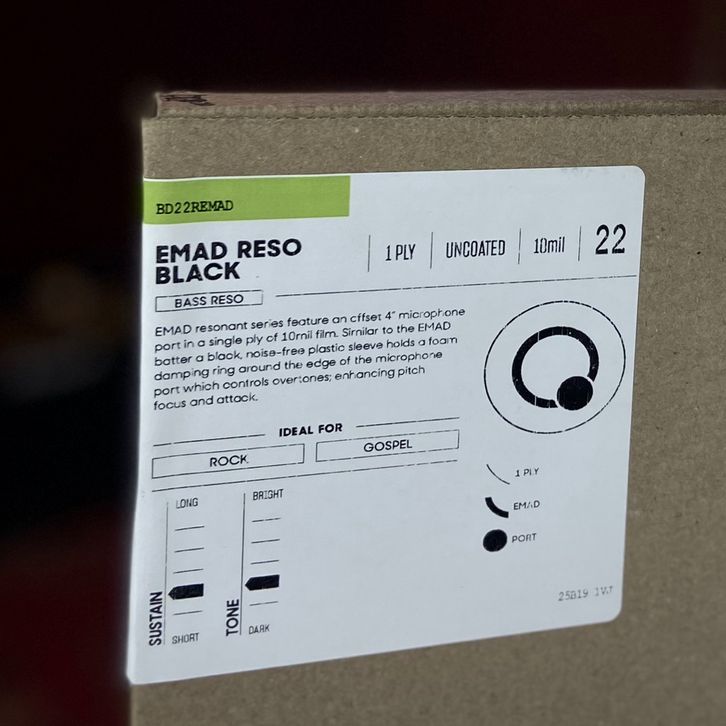 BD22REMAD
EMAD RESO
BLACK
1 PLY
UNCOATED
10mil
22
BASS RESO
EMAD resonant series feature an offset 4" microphone
port in a single ply of 10mil film. Similar to the EMAD
batter a black, noise-free plastic sleeve holds a foam
damping ring around the edge of the microphone
port which controls overtones; enhancing pitch
focus and attack.
IDEAL FOR
ROCK
GOSPEL
1 PLY
EMAD
PORT
LONG
SUSTAIN
SHORT
BRIGHT
TONE
DARK
25B19